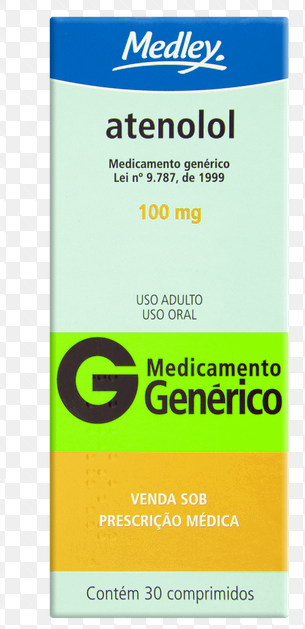 Medley.
atenolol
Medicamento genérico
Lei nº 9.787, de 1999
100 mg
USO ADULTO
USO ORAL
G Medicamento
Genérico
VENDA SOB
PRESCRIÇÃO MÉDICA
Contém 30 comprimidos